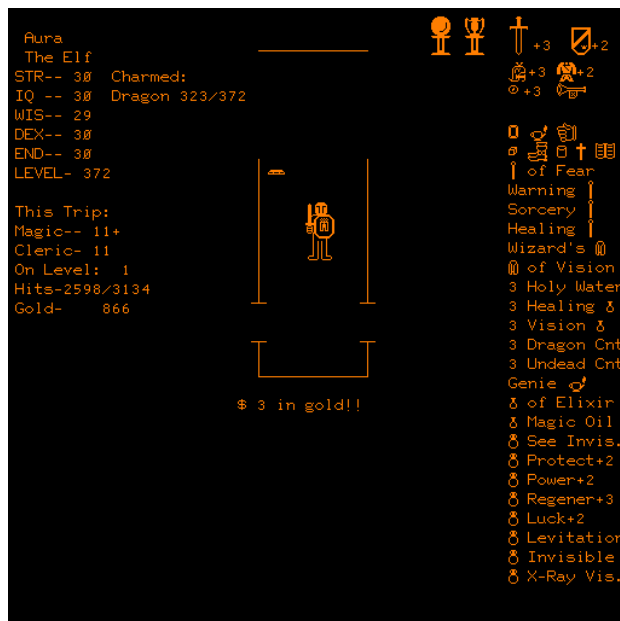 Aura
The Elf
STR-- 30 Charmed:
IQ -- 30 Dragon 323/372
WIS-- 29
DEX-- 30
END-- 30
LEVEL- 372
This Trip:
Magic-- 11+
Cleric- 11
On Level: 1
Hits-2598/3134
Gold- 866
$ 3 in gold!!
+3 +2
+3 +2
+3
of Fear
Warning
Sorcery
Healing
Wizard's
of Vision
3 Holy Water
3 Healing
3 Vision
3 Dragon Cnt
3 Undead Cnt
Genie
of Elixir
Magic Oil
See Invis.
Protect+2
Power+2
Regener+3
Luck+2
Levitation
Invisible
X-Ray Vis.